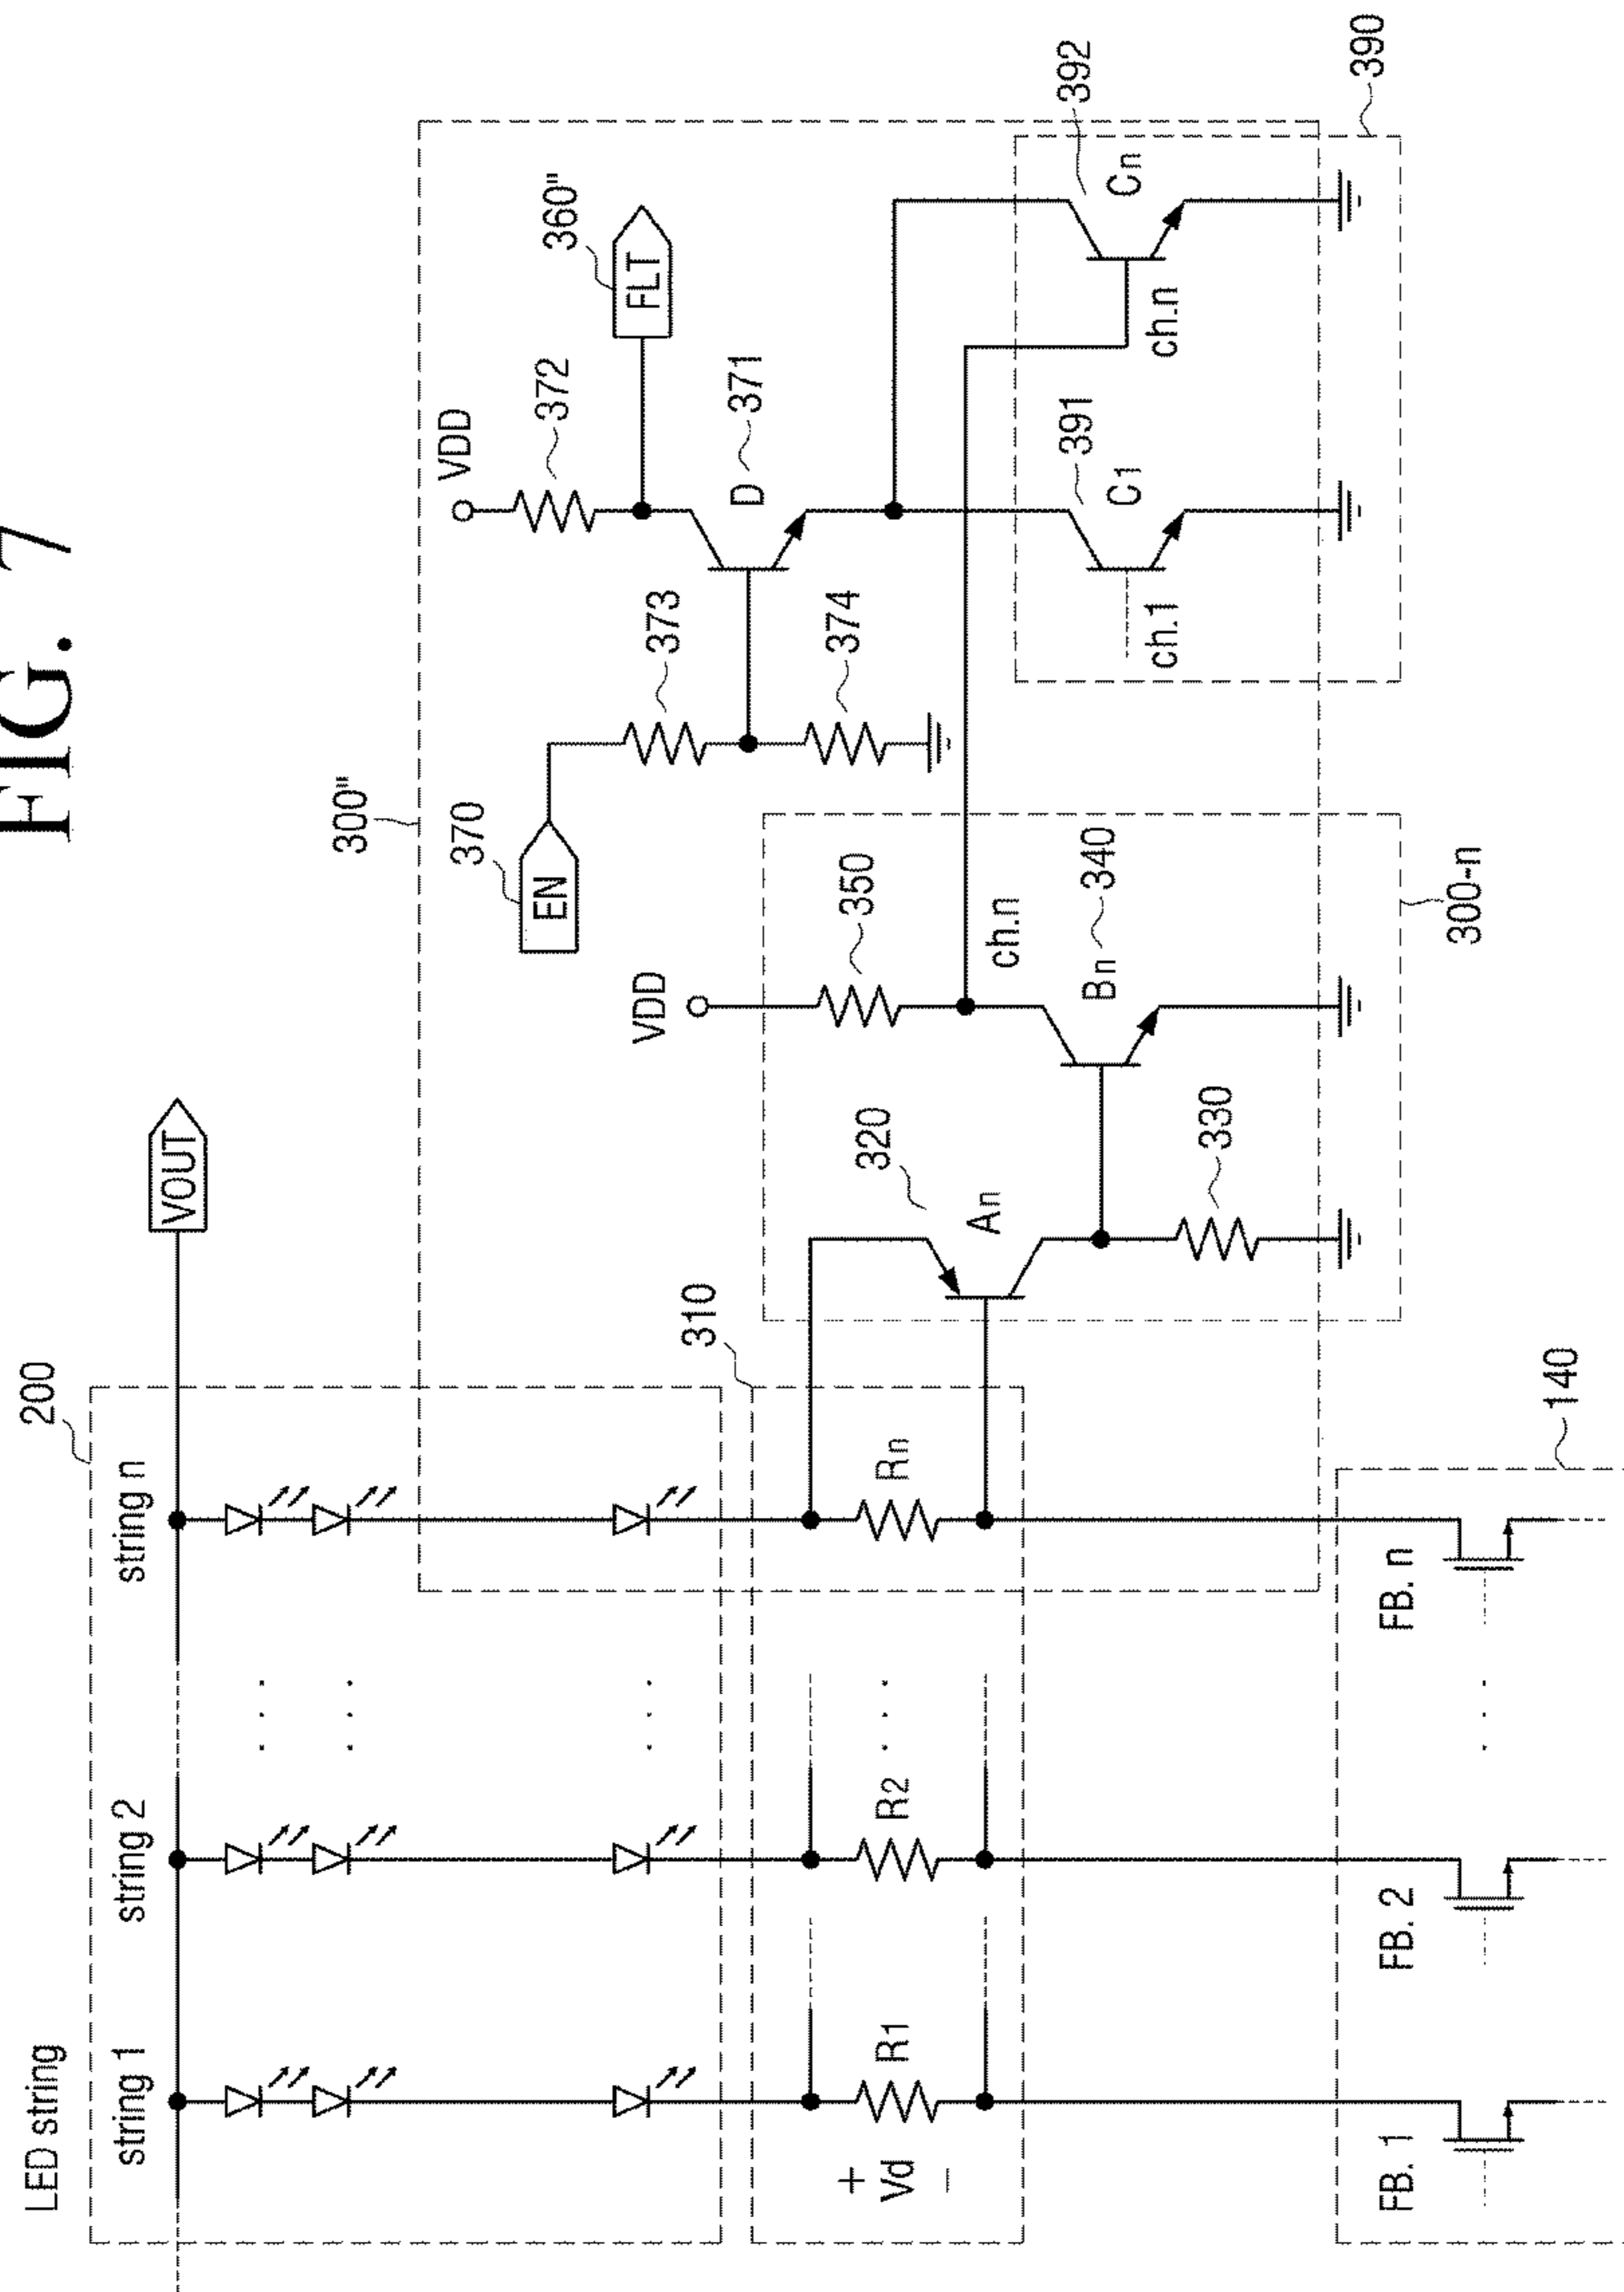 FIG. 7
LED string
200
string 1
string 2
string n
VOUT
300"
310
+
Vd
−
R1
R2
Rn
320
An
330
VDD
350
ch.n
Bn
340
300-n
370
EN
373
374
VDD
372
360"
FLT
D
371
391
C1
ch.1
392
Cn
ch.n
390
FB. 1
FB. 2
FB. n
140